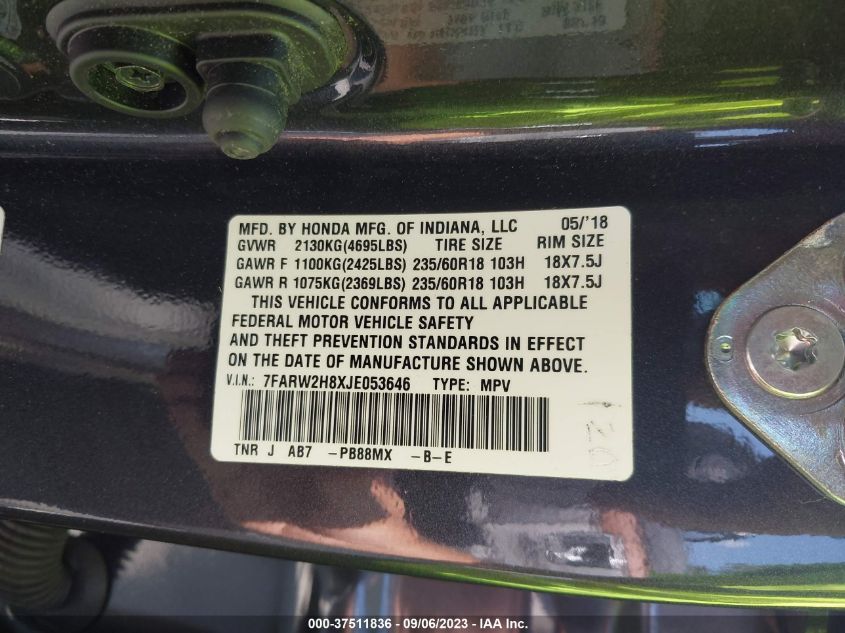 MFD. BY HONDA MFG. OF INDIANA, LLC 05/'18
GVWR 2130KG(4695LBS) TIRE SIZE RIM SIZE
GAWR F 1100KG(2425LBS) 235/60R18 103H 18X7.5J
GAWR R 1075KG(2369LBS) 235/60R18 103H 18X7.5J
THIS VEHICLE CONFORMS TO ALL APPLICABLE
FEDERAL MOTOR VEHICLE SAFETY
AND THEFT PREVENTION STANDARDS IN EFFECT
ON THE DATE OF MANUFACTURE SHOWN ABOVE.
V.I.N.: 7FARW2H8XJE053646 TYPE: MPV
TNR J AB7 -PB88MX -B-E
000-37511836 - 09/06/2023 - IAA Inc.